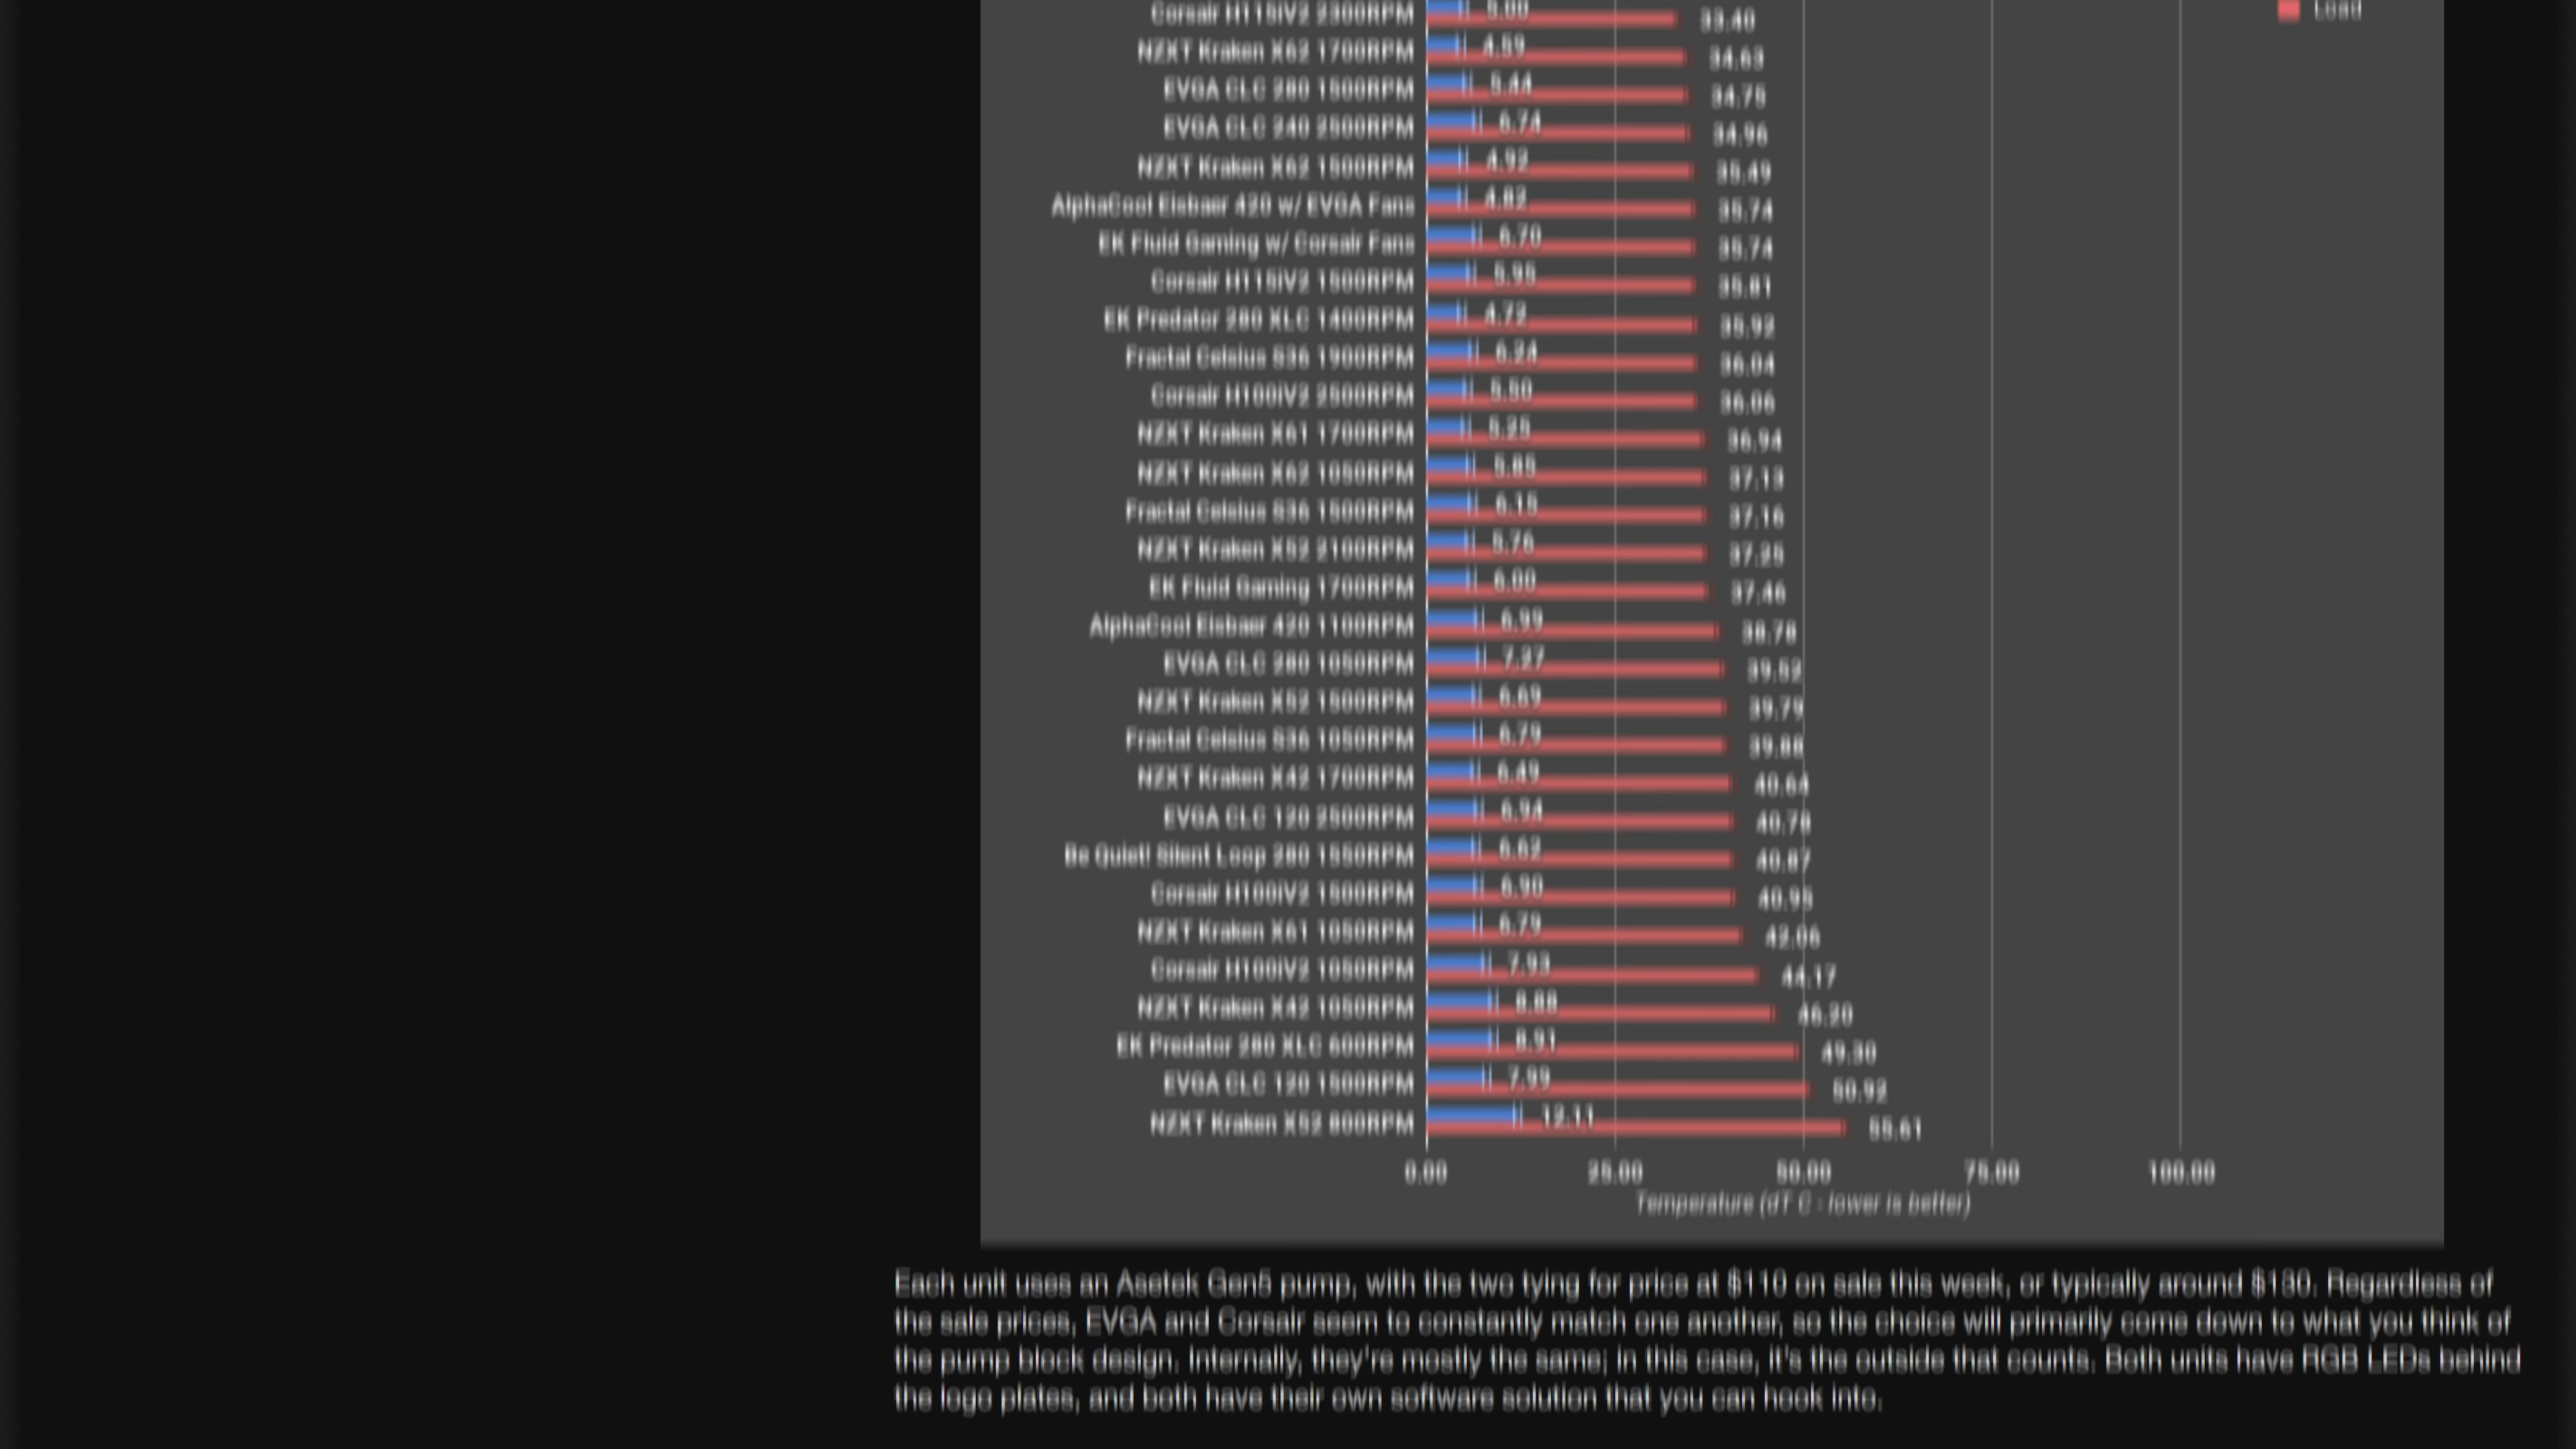 Corsair H115iV2 2300RPM 5.00 33.40 Load
NZXT Kraken X62 1700RPM 4.59 34.63
EVGA CLC 280 1500RPM 5.44 34.75
EVGA CLC 240 2500RPM 6.74 34.96
NZXT Kraken X62 1500RPM 4.92 35.49
AlphaCool Eisbaer 420 w/ EVGA Fans 4.82 35.74
EK Fluid Gaming w/ Corsair Fans 6.70 35.74
Corsair H115iV2 1500RPM 5.95 35.81
EK Predator 280 XLC 1400RPM 4.72 35.92
Fractal Celsius S36 1900RPM 6.24 36.04
Corsair H100iV2 2500RPM 5.50 36.06
NZXT Kraken X61 1700RPM 5.25 36.94
NZXT Kraken X62 1050RPM 5.85 37.13
Fractal Celsius S36 1500RPM 6.15 37.16
NZXT Kraken X52 2100RPM 5.76 37.25
EK Fluid Gaming 1700RPM 6.00 37.46
AlphaCool Eisbaer 420 1100RPM 6.99 38.78
EVGA CLC 280 1050RPM 7.27 39.52
NZXT Kraken X52 1500RPM 6.69 39.79
Fractal Celsius S36 1050RPM 6.79 39.88
NZXT Kraken X42 1700RPM 6.49 40.64
EVGA CLC 120 2500RPM 6.94 40.78
Be Quiet! Silent Loop 280 1550RPM 6.62 40.87
Corsair H100iV2 1500RPM 6.90 40.95
NZXT Kraken X61 1050RPM 6.79 42.06
Corsair H100iV2 1050RPM 7.93 44.17
NZXT Kraken X42 1050RPM 8.88 46.20
EK Predator 280 XLC 600RPM 8.91 49.30
EVGA CLC 120 1500RPM 7.99 50.92
NZXT Kraken X52 800RPM 12.11 55.61
0.00 25.00 50.00 75.00 100.00
Temperature (dT C - lower is better)
Each unit uses an Asetek Gen5 pump, with the two tying for price at $110 on sale this week, or typically around $130. Regardless of
the sale prices, EVGA and Corsair seem to constantly match one another, so the choice will primarily come down to what you think of
the pump block design. Internally, they're mostly the same; in this case, it's the outside that counts. Both units have RGB LEDs behind
the logo plates, and both have their own software solution that you can hook into.